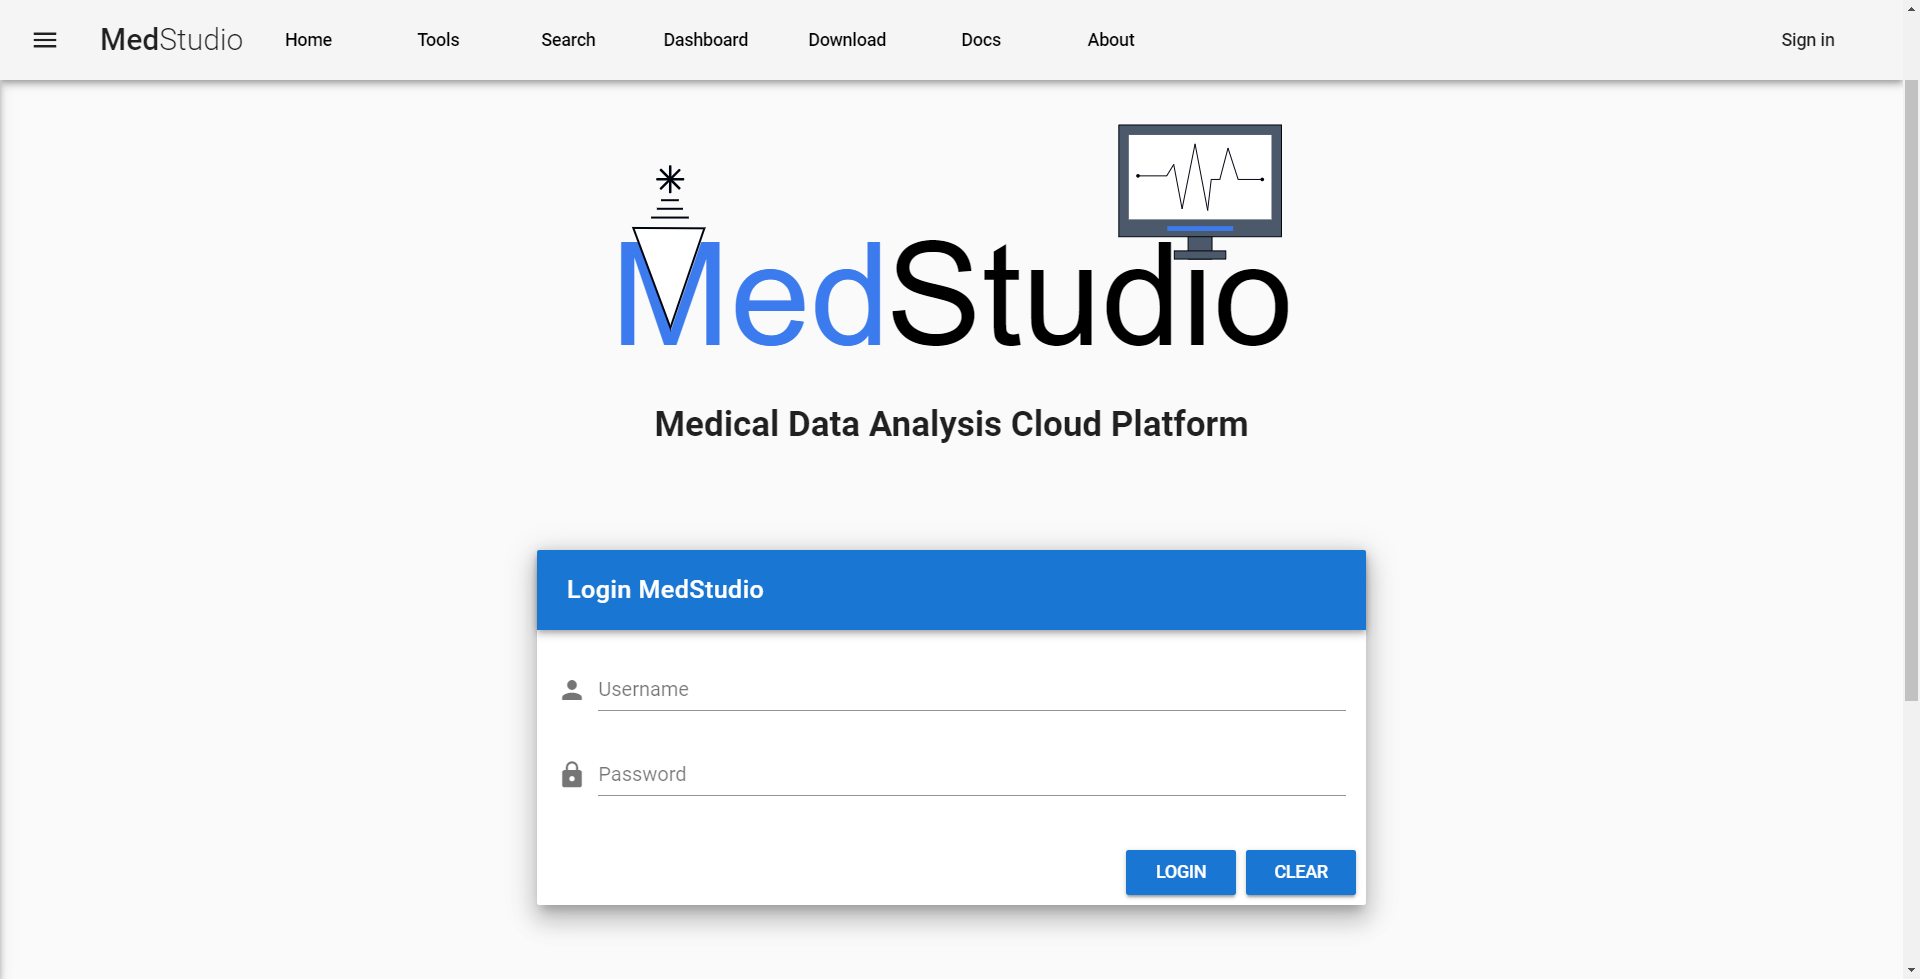 MedStudio Home Tools Search Dashboard Download Docs About Sign in
MedStudio
Medical Data Analysis Cloud Platform
Login MedStudio
Username
Password
LOGIN CLEAR